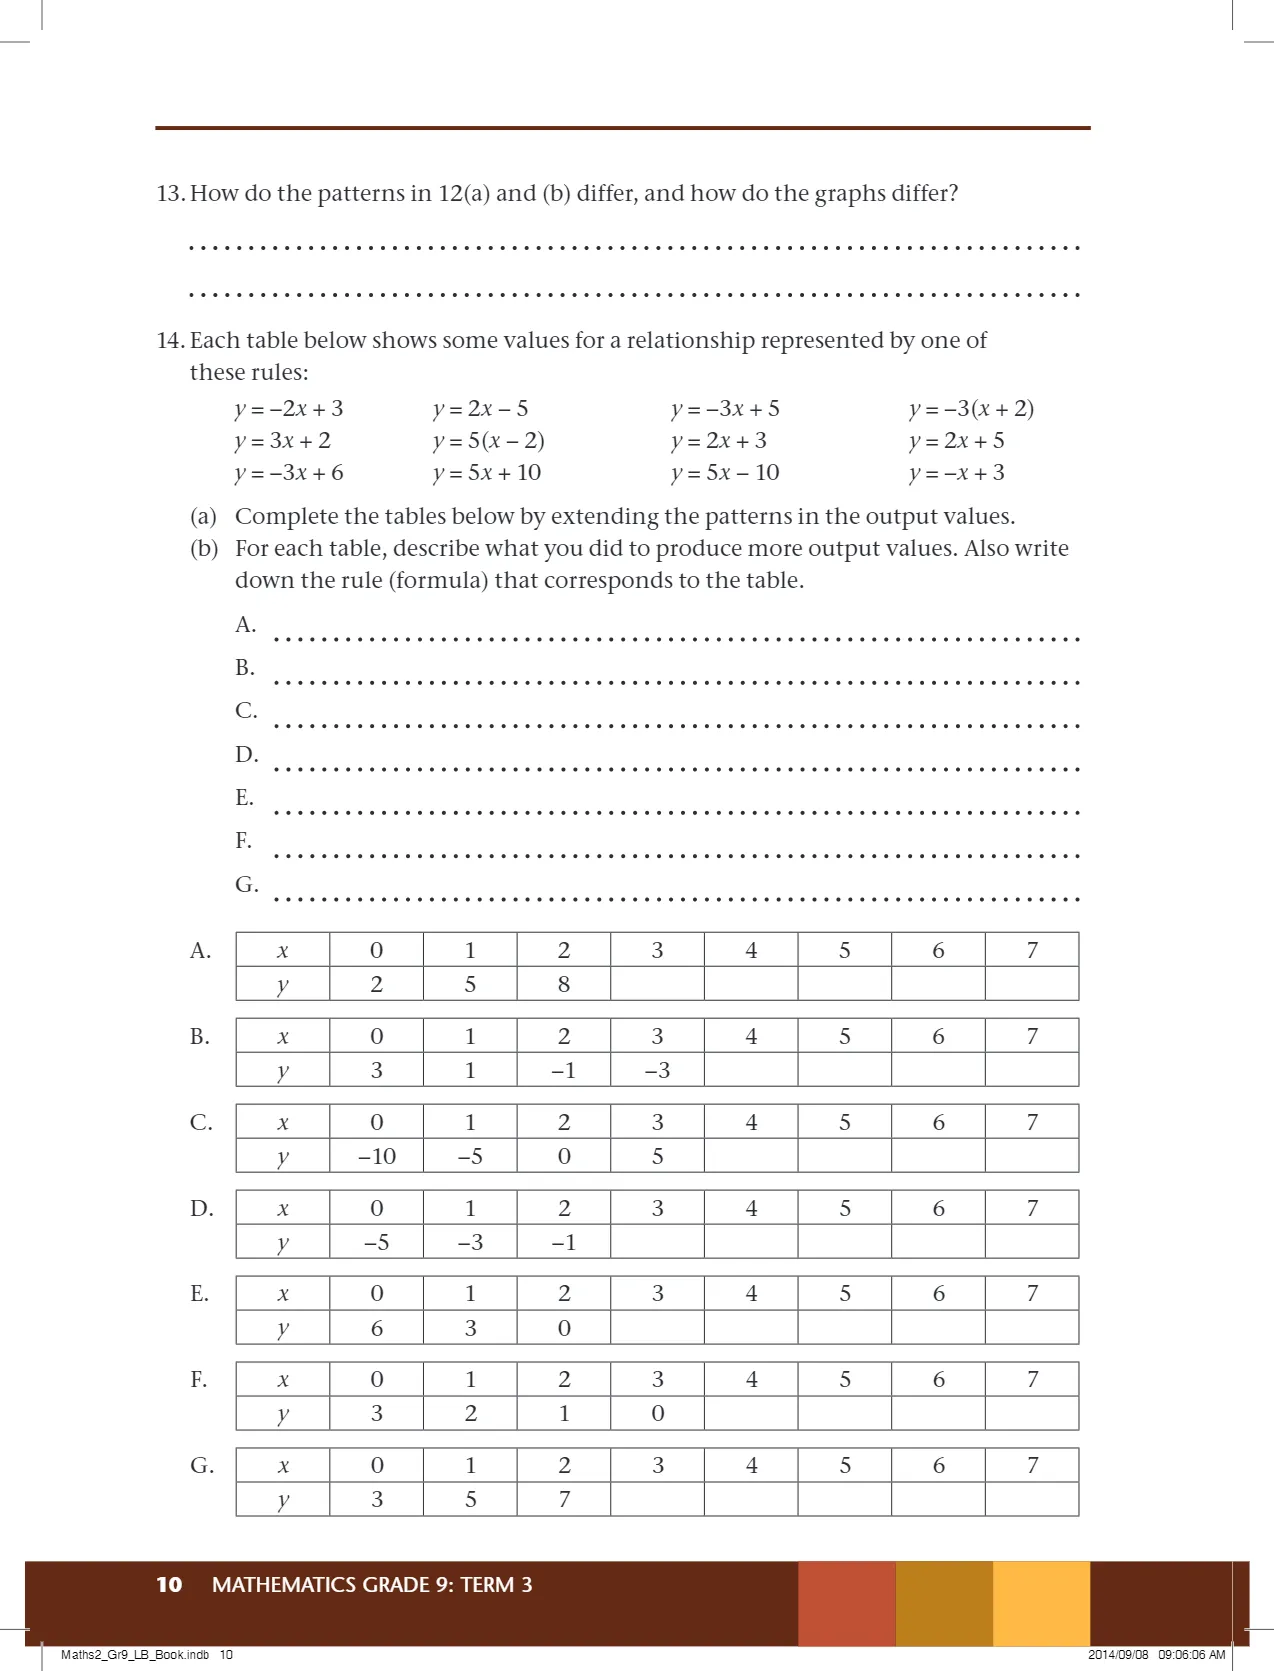 13. How do the patterns in 12(a) and (b) differ, and how do the graphs differ?
14. Each table below shows some values for a relationship represented by one of
these rules:
y = –2x + 3 y = 2x – 5 y = –3x + 5 y = –3(x + 2)
y = 3x + 2 y = 5(x – 2) y = 2x + 3 y = 2x + 5
y = –3x + 6 y = 5x + 10 y = 5x – 10 y = –x + 3
(a) Complete the tables below by extending the patterns in the output values.
(b) For each table, describe what you did to produce more output values. Also write
down the rule (formula) that corresponds to the table.
A.
B.
C.
D.
E.
F.
G.
A. x 0 1 2 3 4 5 6 7
y 2 5 8
B. x 0 1 2 3 4 5 6 7
y 3 1 –1 –3
C. x 0 1 2 3 4 5 6 7
y –10 –5 0 5
D. x 0 1 2 3 4 5 6 7
y –5 –3 –1
E. x 0 1 2 3 4 5 6 7
y 6 3 0
F. x 0 1 2 3 4 5 6 7
y 3 2 1 0
G. x 0 1 2 3 4 5 6 7
y 3 5 7
10 MATHEMATICS GRADE 9: TERM 3
Maths2_Gr9_LB_Book.indb 10 2014/09/08 09:06:06 AM